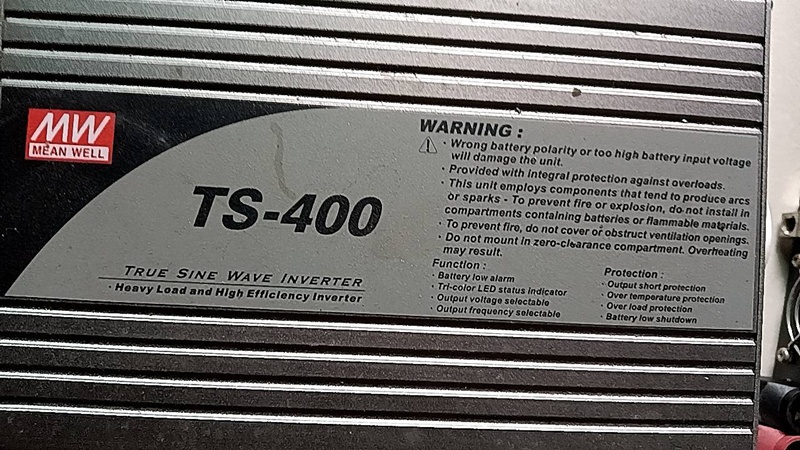 MW
MEAN WELL
TS-400
TRUE SINE WAVE INVERTER
· Heavy Load and High Efficiency Inverter
WARNING :
· Wrong battery polarity or too high battery input voltage
will damage the unit.
· Provided with integral protection against overloads.
· This unit employs components that tend to produce arcs
or sparks - To prevent fire or explosion, do not install in
compartments containing batteries or flammable materials.
· To prevent fire, do not cover or obstruct ventilation openings.
· Do not mount in zero-clearance compartment. Overheating
may result.
Function :
· Battery low alarm
· Tri-color LED status indicator
· Output voltage selectable
· Output frequency selectable
Protection :
· Output short protection
· Over temperature protection
· Over load protection
· Battery low shutdown